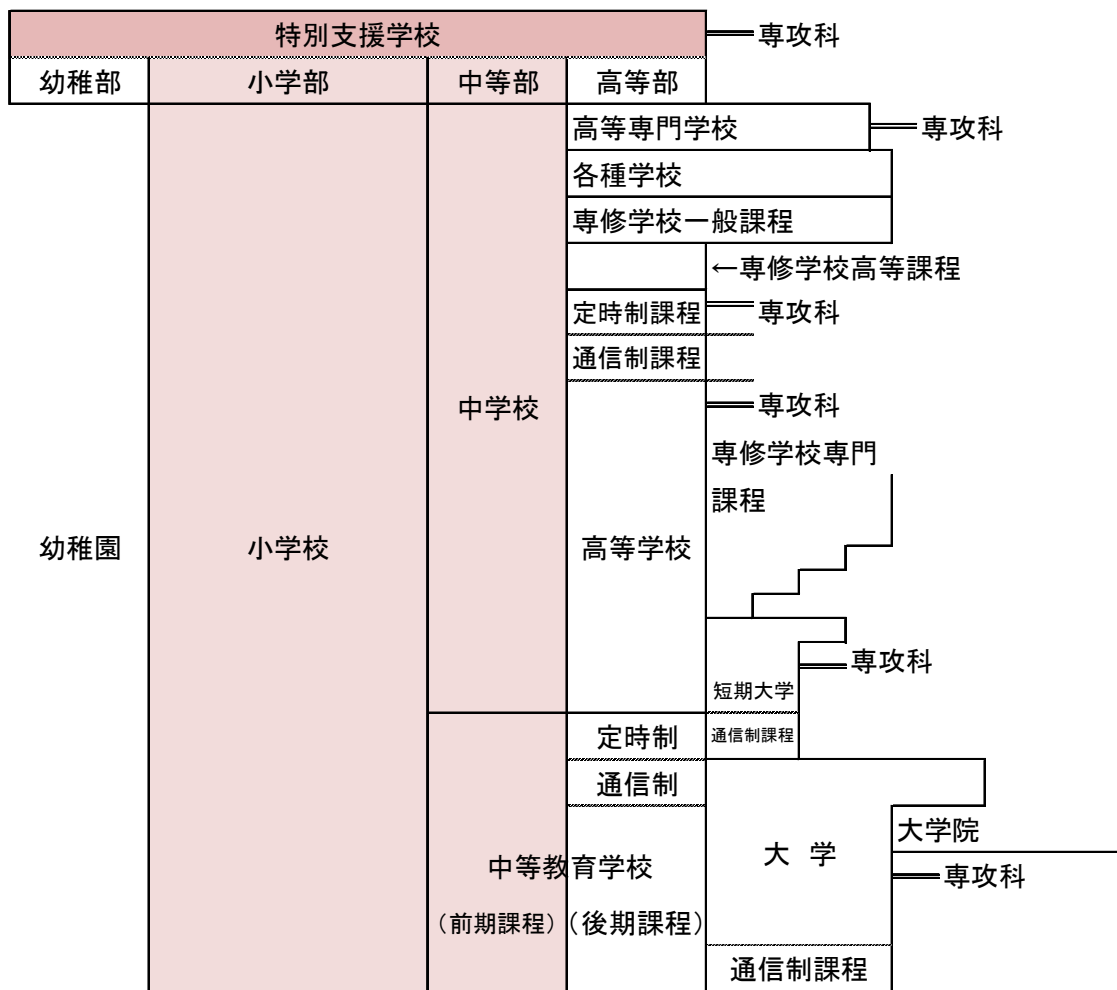 特別支援学校
専攻科
幼稚部
小学部
中等部
高等部
高等専門学校
専攻科
各種学校
専修学校一般課程
←専修学校高等課程
定時制課程
専攻科
通信制課程
中学校
専攻科
専修学校専門
課程
幼稚園
小学校
高等学校
専攻科
短期大学
定時制
通信制課程
通信制
大学院
大 学
中等教育学校
専攻科
（前期課程）
（後期課程）
通信制課程